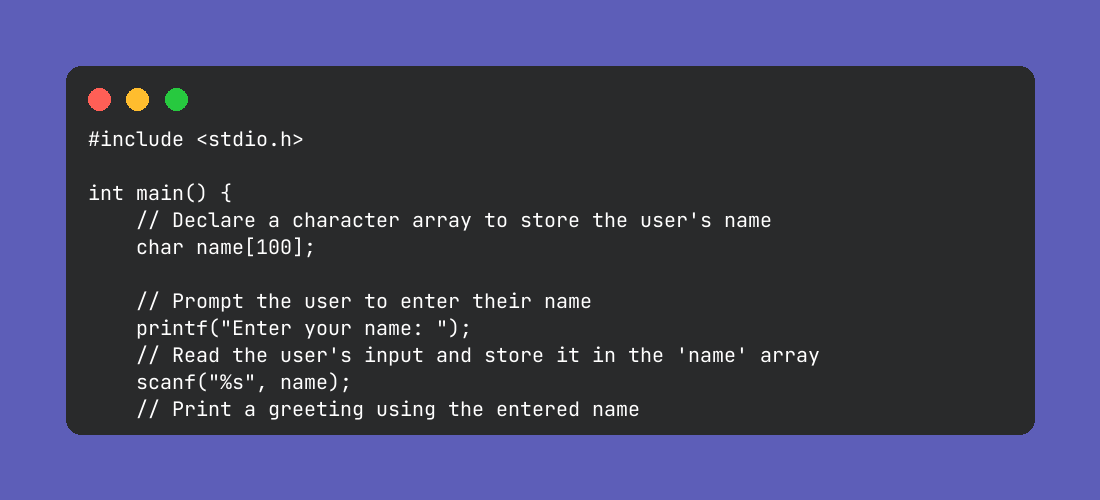 #include <stdio.h>
int main() {
    // Declare a character array to store the user's name
    char name[100];
    // Prompt the user to enter their name
    printf("Enter your name: ");
    // Read the user's input and store it in the 'name' array
    scanf("%s", name);
    // Print a greeting using the entered name